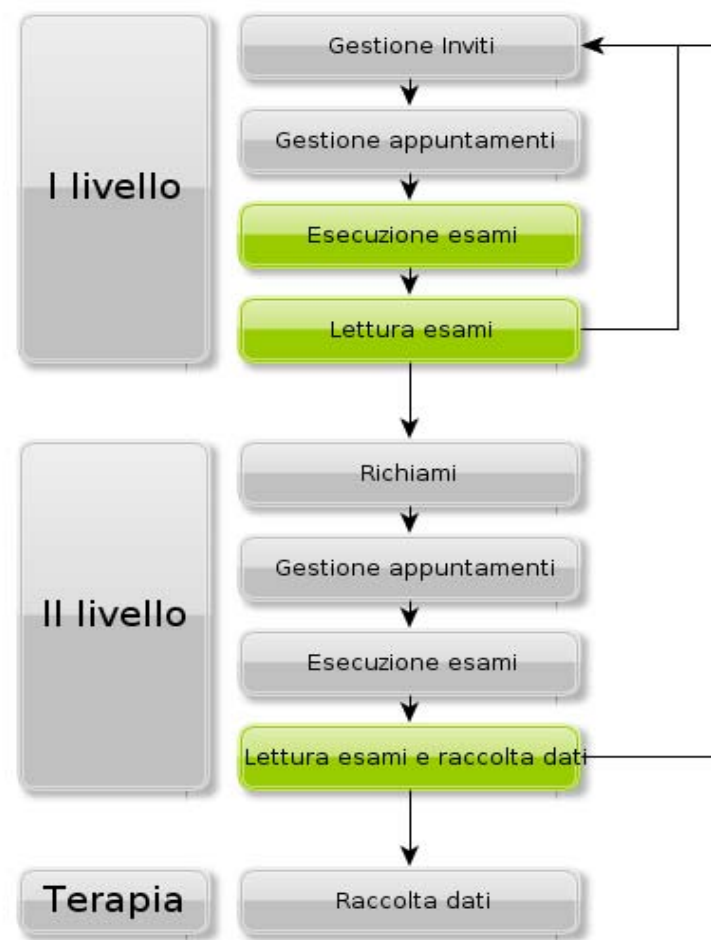 I livello
Gestione Inviti
Gestione appuntamenti
Esecuzione esami
Lettura esami
II livello
Richiami
Gestione appuntamenti
Esecuzione esami
Lettura esami e raccolta dati
Terapia
Raccolta dati